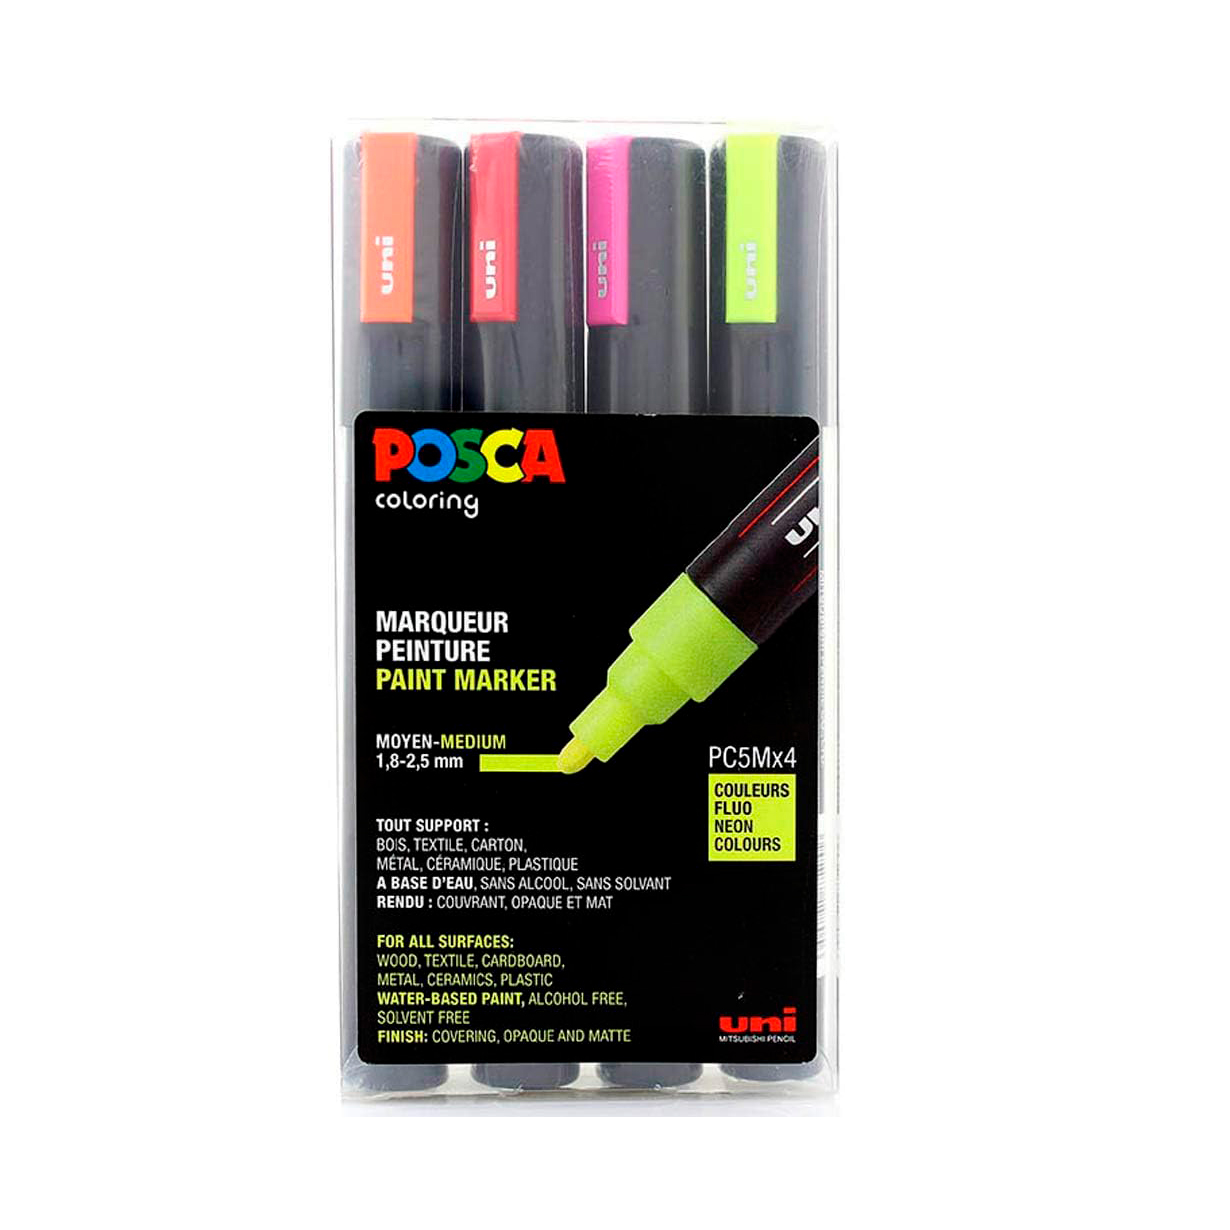 uni
uni
uni
uni
POSCA
coloring
MARQUEUR
PEINTURE
PAINT MARKER
MOYEN-MEDIUM
1,8-2,5 mm
PC5Mx4
COULEURS
FLUO
NEON
COLOURS
TOUT SUPPORT :
BOIS, TEXTILE, CARTON,
MÉTAL, CÉRAMIQUE, PLASTIQUE
A BASE D'EAU, SANS ALCOOL, SANS SOLVANT
RENDU : COUVRANT, OPAQUE ET MAT
FOR ALL SURFACES:
WOOD, TEXTILE, CARDBOARD,
METAL, CERAMICS, PLASTIC
WATER-BASED PAINT, ALCOHOL FREE,
SOLVENT FREE
FINISH: COVERING, OPAQUE AND MATTE
uni
MITSUBISHI PENCIL